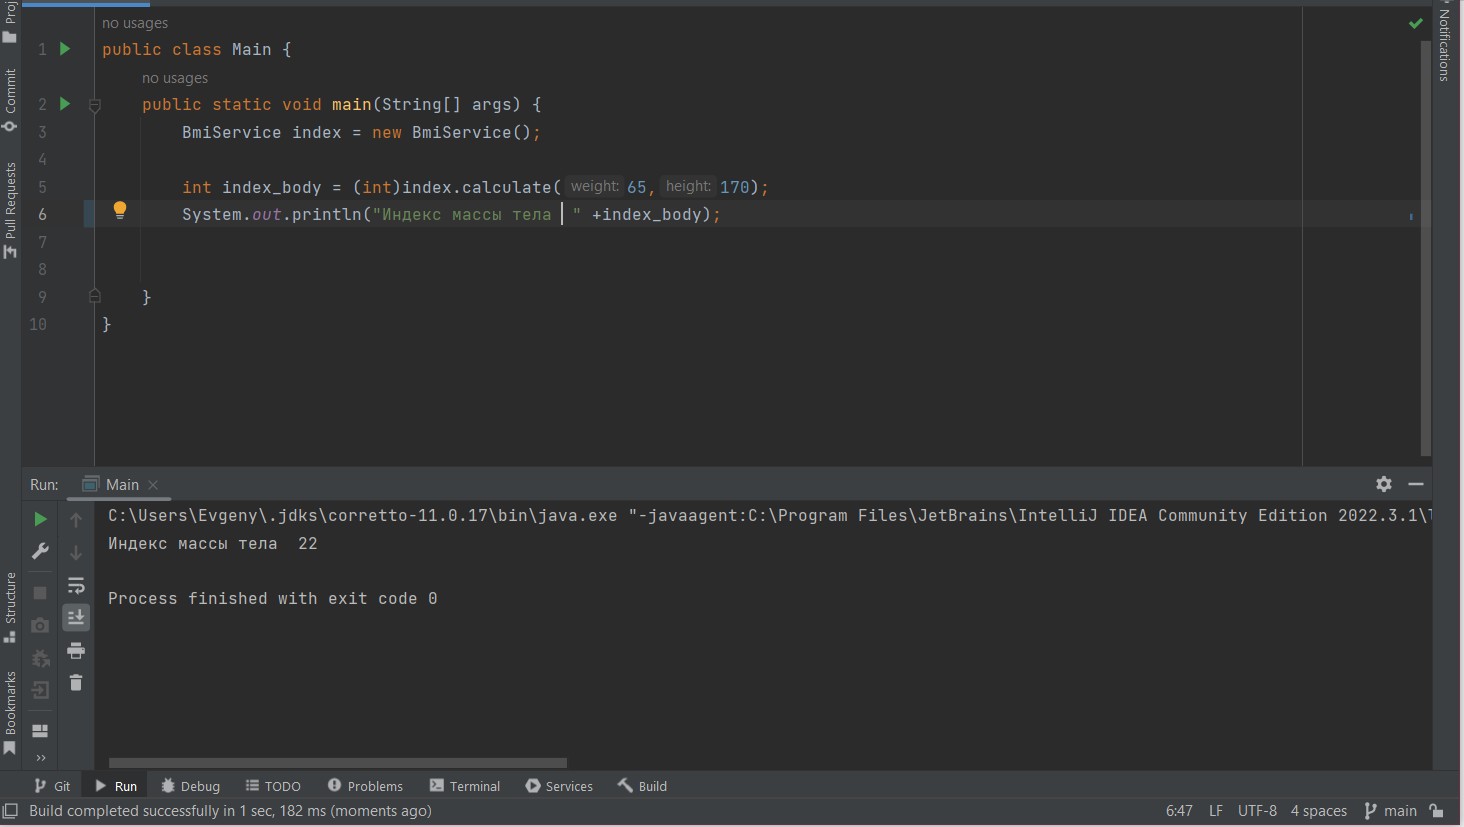 no usages
1 public class Main {
no usages
2 public static void main(String[] args) {
3 BmiService index = new BmiService();
4
5 int index_body = (int)index.calculate( weight: 65, height: 170);
6 System.out.println("Индекс массы тела  " +index_body);
7
8
9 }
10 }
Commit
Pull Requests
Structure
Bookmarks
Notifications
Run: Main
C:\Users\Evgeny\.jdks\corretto-11.0.17\bin\java.exe "-javaagent:C:\Program Files\JetBrains\IntelliJ IDEA Community Edition 2022.3.1\
Индекс массы тела  22
Process finished with exit code 0
Git Run Debug TODO Problems Terminal Services Build
Build completed successfully in 1 sec, 182 ms (moments ago) 6:47 LF UTF-8 4 spaces main